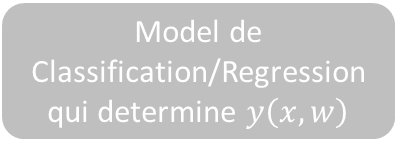 Model de
Classification/Regression
qui determine 𝑦(𝑥, 𝑤)